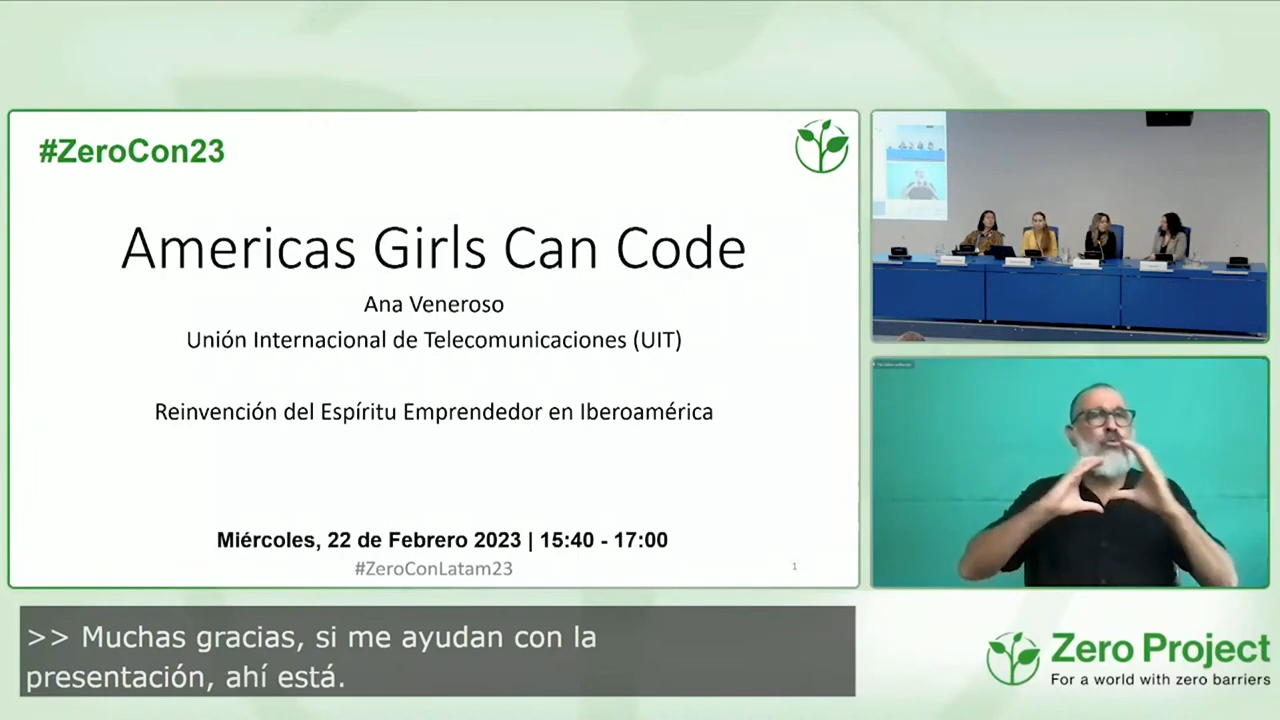 #ZeroCon23
Americas Girls Can Code
Ana Veneroso
Unión Internacional de Telecomunicaciones (UIT)
Reinvención del Espíritu Emprendedor en Iberoamérica
Miércoles, 22 de Febrero 2023 | 15:40 - 17:00
#ZeroConLatam23
1
>> Muchas gracias, si me ayudan con la
presentación, ahí está.
Zero Project
For a world with zero barriers